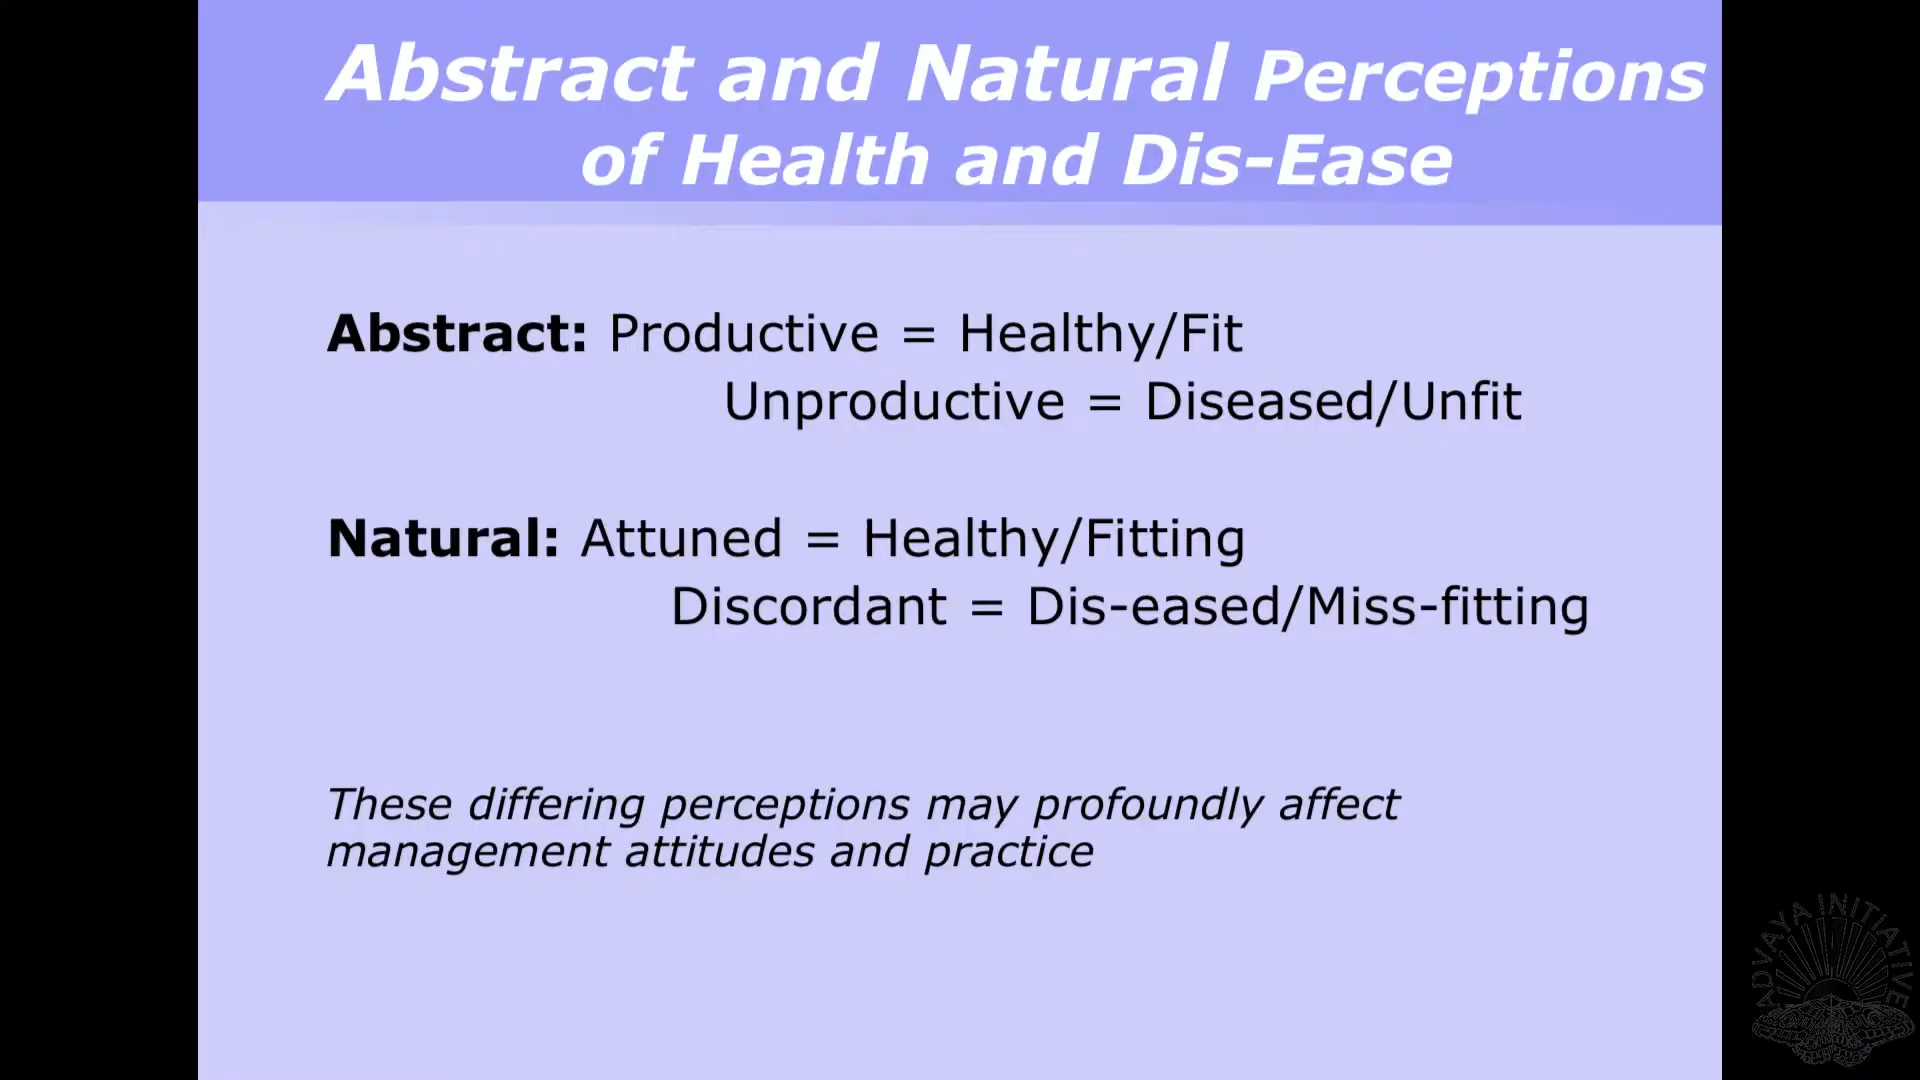 Abstract and Natural Perceptions
of Health and Dis-Ease
Abstract: Productive = Healthy/Fit
Unproductive = Diseased/Unfit
Natural: Attuned = Healthy/Fitting
Discordant = Dis-eased/Miss-fitting
These differing perceptions may profoundly affect
management attitudes and practice
ADVAYA INITIATIVE